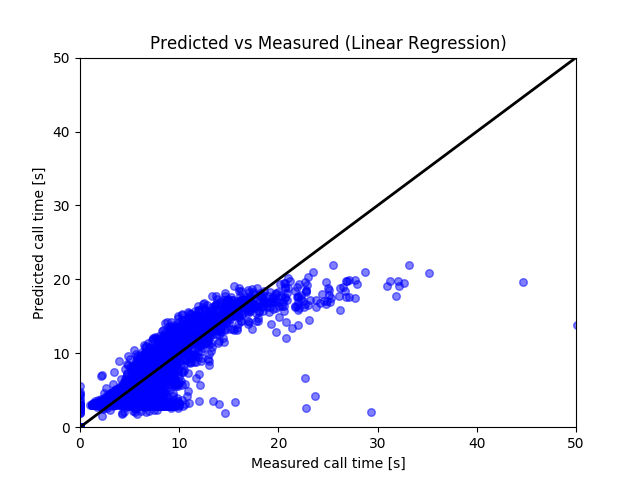 Predicted vs Measured (Linear Regression)
50
40
30
20
10
0
Predicted call time [s]
0 10 20 30 40 50
Measured call time [s]